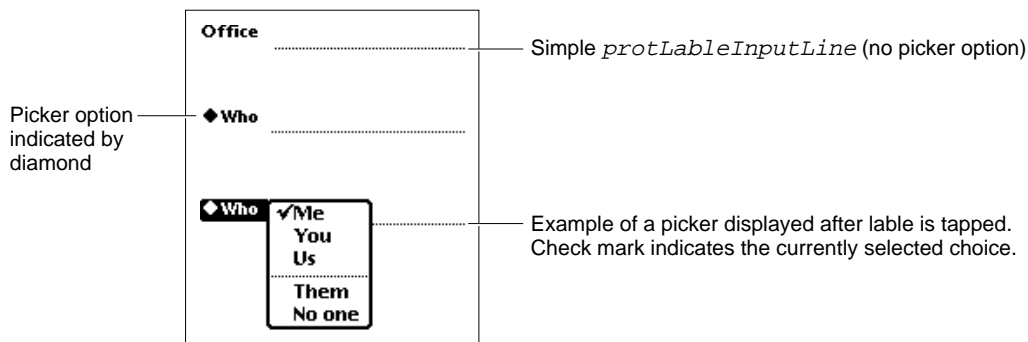 Office
Simple protLableInputLine (no picker option)
Picker option
indicated by
diamond
Who
Who
✓Me
You
Us
Them
No one
Example of a picker displayed after lable is tapped.
Check mark indicates the currently selected choice.